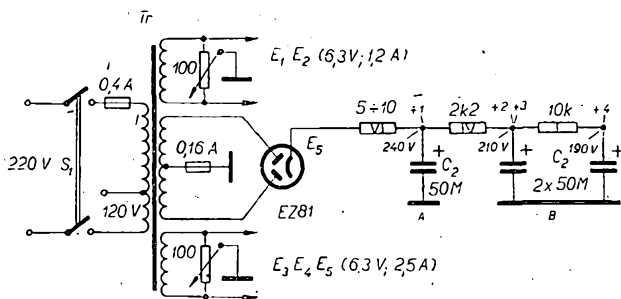 Tr
0,4 A
220 V S₁
120 V
100
E₁ E₂ (6,3V; 1,2 A)
0,16 A
E₅
EZ81
100
E₃ E₄ E₅ (6,3 V; 2,5 A)
5÷10
+1
2k2
+2 +3
10k
+4
240 V
210 V
190 V
+
C₂
50M
+
C₂
+
2 x 50M
A
B